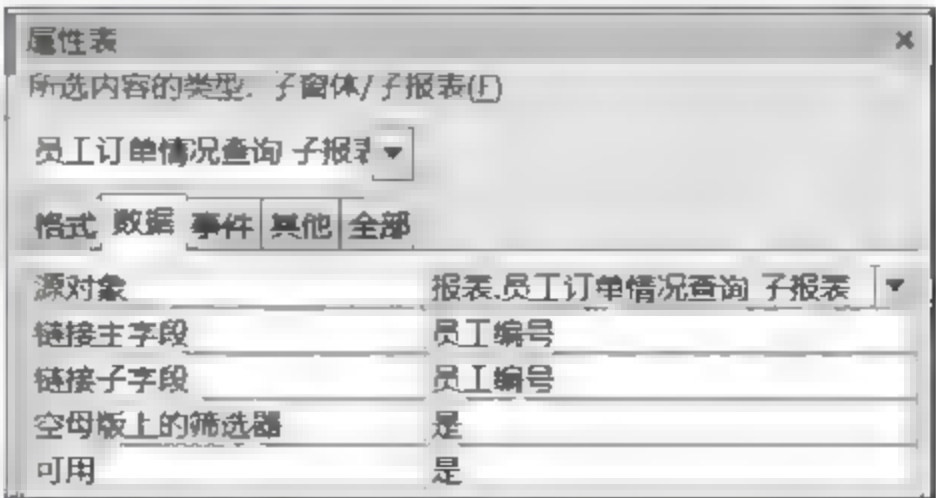 属性表
所选内容的类型: 子窗体/子报表(F)
员工订单情况查询 子报表
格式 数据 事件 其他 全部
源对象 报表.员工订单情况查询 子报表
链接主字段 员工编号
链接子字段 员工编号
空母版上的筛选器 是
可用 是